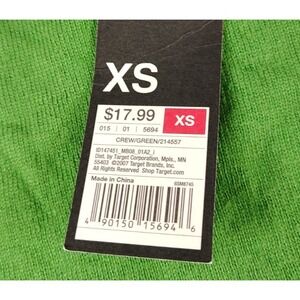 XS
$17.99
XS
015 | 01 | 5694
CREW/GREEN/214557
ID147451_MB08_01A2_I
Dist. by Target Corporation, Mpls., MN
55403 ©2007 Target Brands, Inc.
All Rights Reserved Shop Target.com
Made in China
4 90150 15694 6